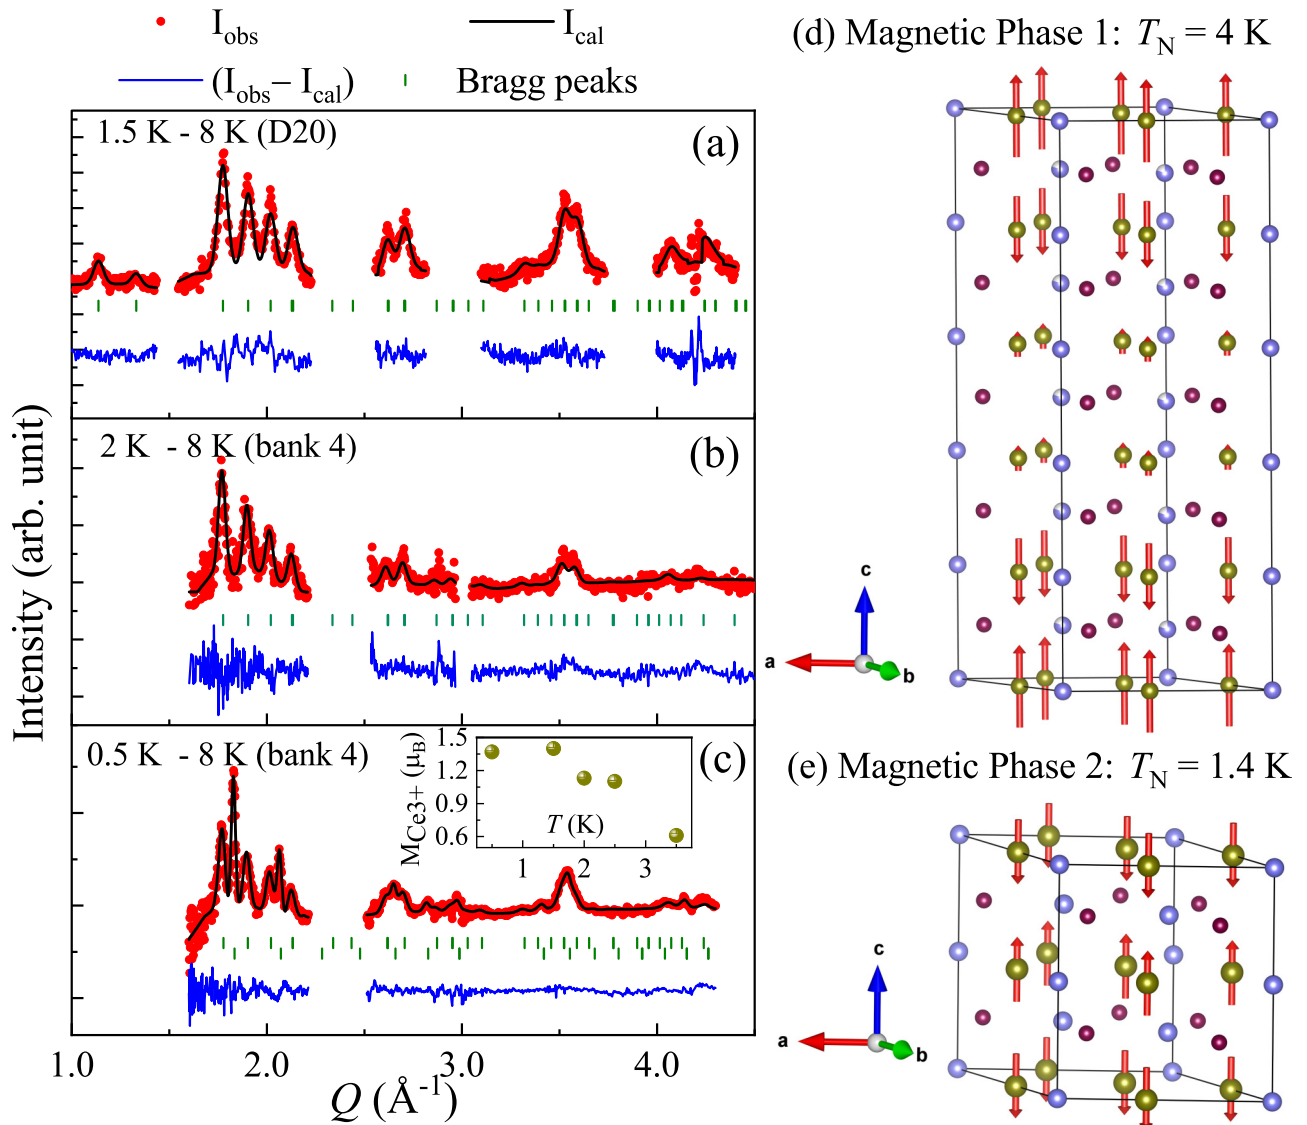 I_obs
I_cal
(I_obs – I_cal)
Bragg peaks
1.5 K - 8 K (D20)
(a)
2 K - 8 K (bank 4)
(b)
0.5 K - 8 K (bank 4)
(c)
1.5
1.2
0.9
0.6
M_Ce3+ (μ_B)
T (K)
1 2 3
Intensity (arb. unit)
1.0 2.0 3.0 4.0
Q (Å⁻¹)
(d) Magnetic Phase 1: T_N = 4 K
c
a
b
(e) Magnetic Phase 2: T_N = 1.4 K
c
a
b